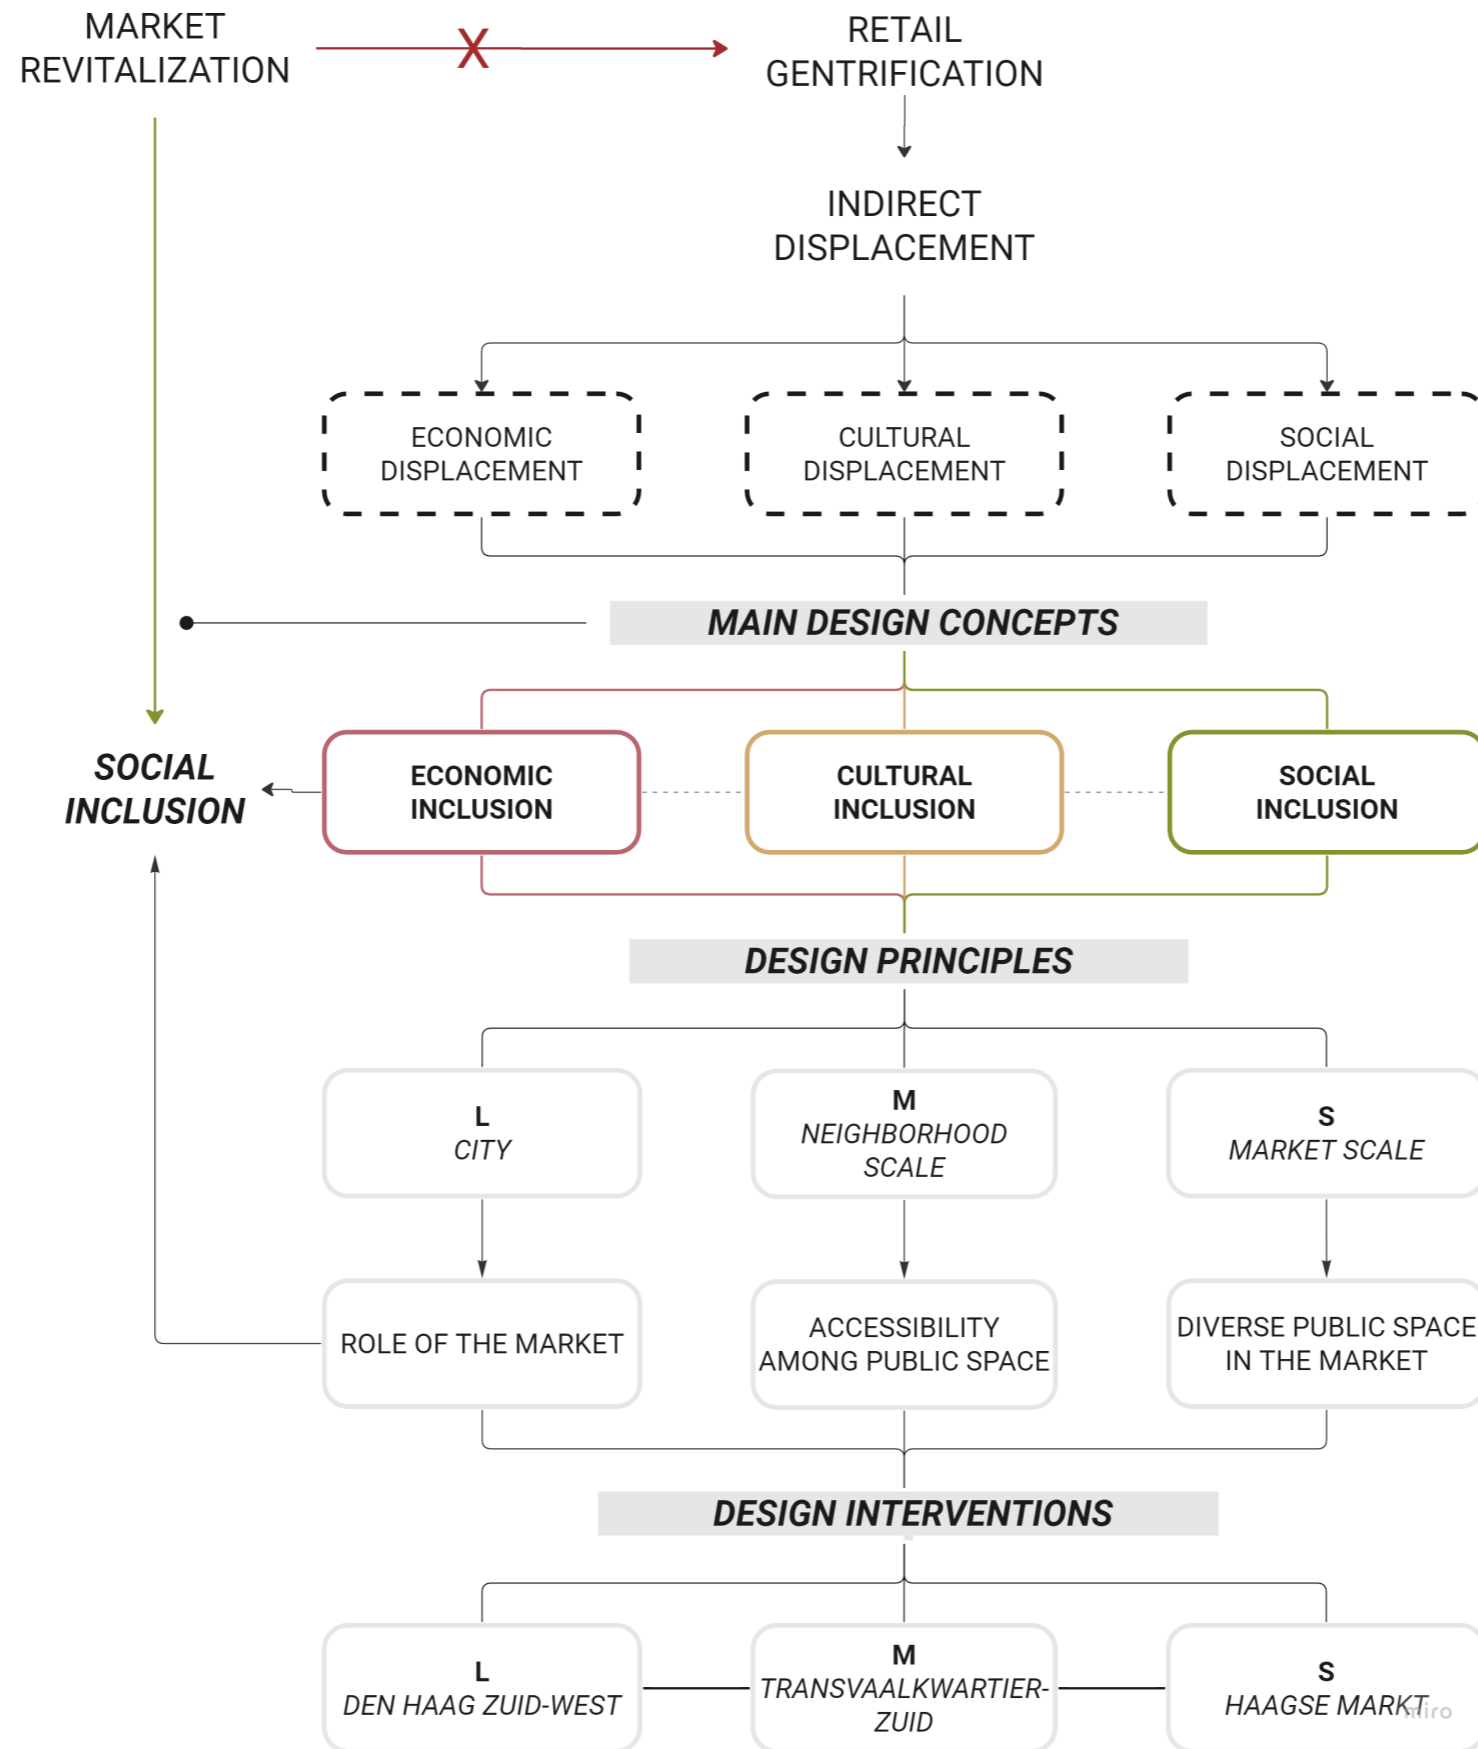 MARKET
REVITALIZATION
X
RETAIL
GENTRIFICATION
INDIRECT
DISPLACEMENT
ECONOMIC
DISPLACEMENT
CULTURAL
DISPLACEMENT
SOCIAL
DISPLACEMENT
MAIN DESIGN CONCEPTS
SOCIAL
INCLUSION
ECONOMIC
INCLUSION
CULTURAL
INCLUSION
SOCIAL
INCLUSION
DESIGN PRINCIPLES
L
CITY
M
NEIGHBORHOOD
SCALE
S
MARKET SCALE
ROLE OF THE MARKET
ACCESSIBILITY
AMONG PUBLIC SPACE
DIVERSE PUBLIC SPACE
IN THE MARKET
DESIGN INTERVENTIONS
L
DEN HAAG ZUID-WEST
M
TRANSVAALKWARTIER-
ZUID
S
HAAGSE MARKT
miro